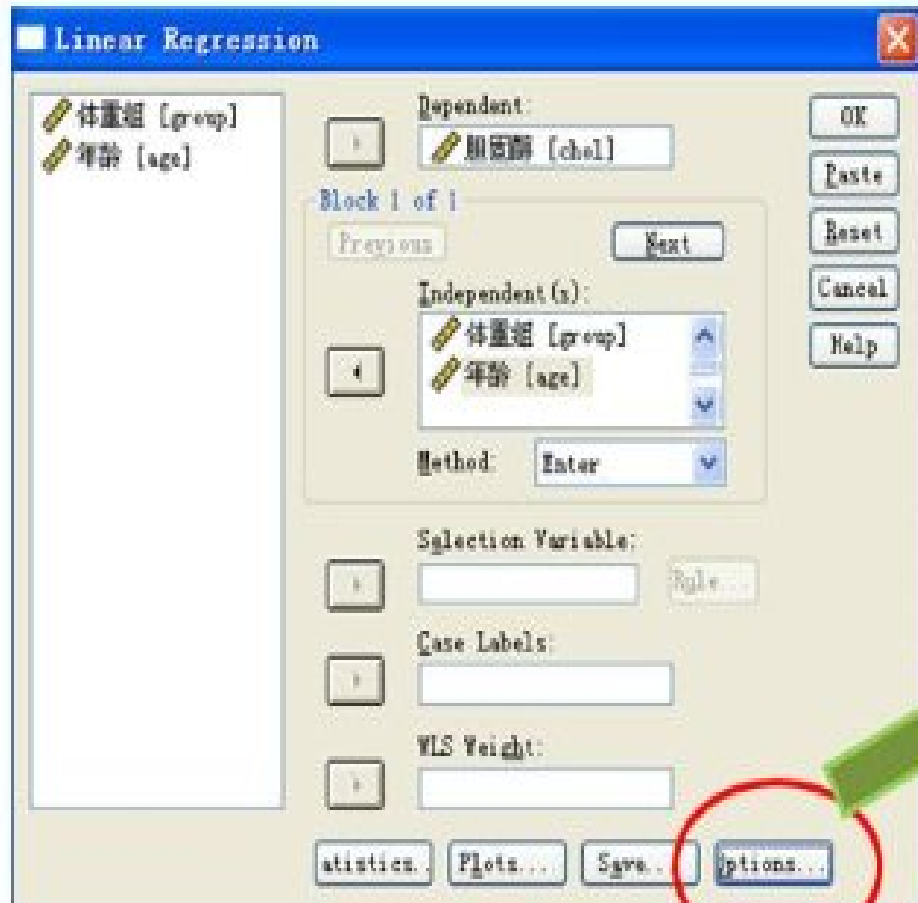 Linear Regression
体重组 [group]
年龄 [age]
Dependent:
胆固醇 [chol]
Block 1 of 1
Previous
Next
Independent(s):
体重组 [group]
年龄 [age]
Method:
Enter
Selection Variable:
Rule...
Case Labels:
WLS Weight:
atistics.
Plots...
Save..
ptions...
OK
Paste
Reset
Cancel
Help